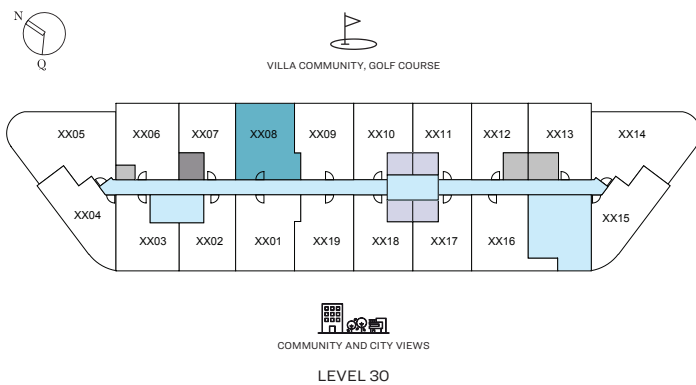 N
Q
VILLA COMMUNITY, GOLF COURSE
XX05 XX06 XX07 XX08 XX09 XX10 XX11 XX12 XX13 XX14
XX04 XX03 XX02 XX01 XX19 XX18 XX17 XX16 XX15
COMMUNITY AND CITY VIEWS
LEVEL 30